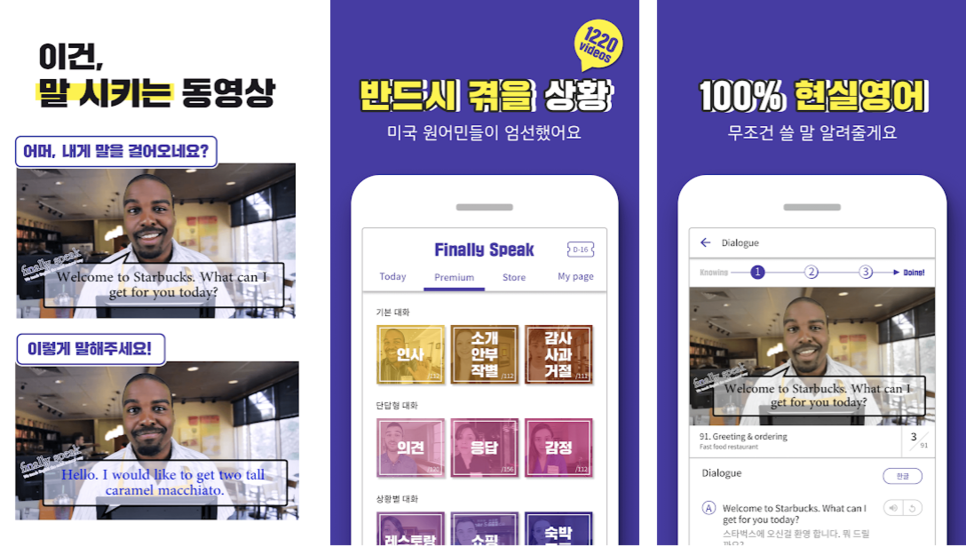 이건,
말 시키는 동영상
어머, 내게 말을 걸어오네요?
finally speak
Welcome to Starbucks. What can I
get for you today?
이렇게 말해주세요!
finally speak
Hello. I would like to get two tall
caramel macchiato.
1220
videos
반드시 겪을 상황
미국 원어민들이 엄선했어요
Finally Speak
D-16
Today Premium Store My page
기본 대화
인사
소개
안부
작별
/112
감사
사과
거절
/112
단답형 대화
의견
/120
응답
/156
감정
/112
상황별 대화
레스토랑
쇼핑
숙박
100% 현실영어
무조건 쓸 말 알려줄게요
Dialogue
Knowing 1 2 3 Doing!
finally speak
Welcome to Starbucks. What can I
get for you today?
91. Greeting & ordering
Fast food restaurant
3
/91
Dialogue
한글
A Welcome to Starbucks. What can I
get for you today?
스타벅스에 오신걸 환영 합니다. 뭐 드릴
까요?